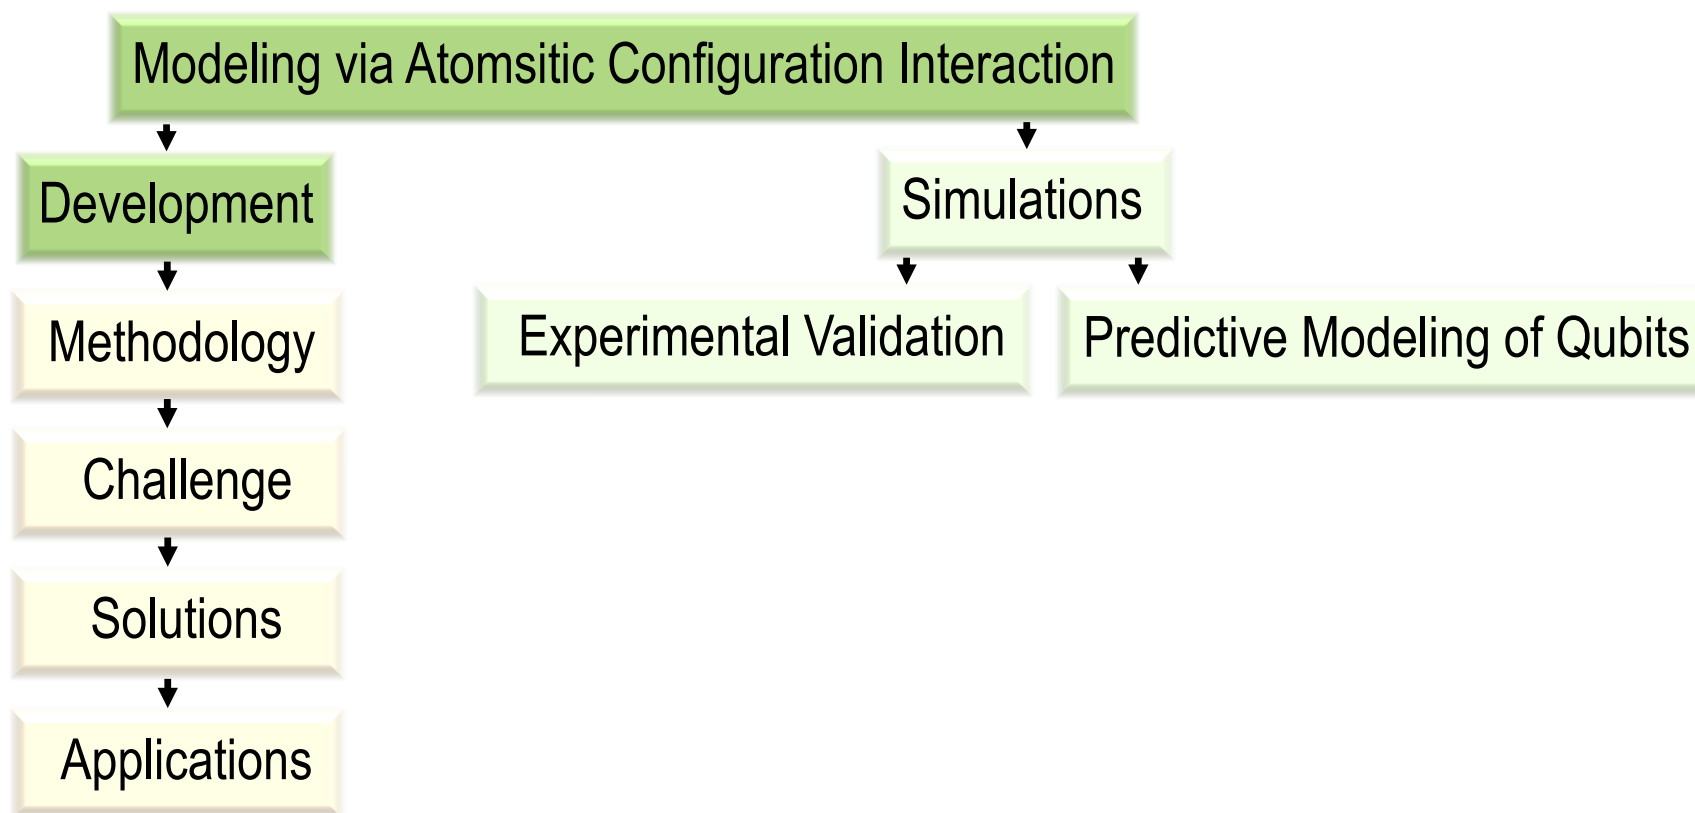 Modeling via Atomsitic Configuration Interaction
Development
Simulations
Methodology
Experimental Validation
Predictive Modeling of Qubits
Challenge
Solutions
Applications